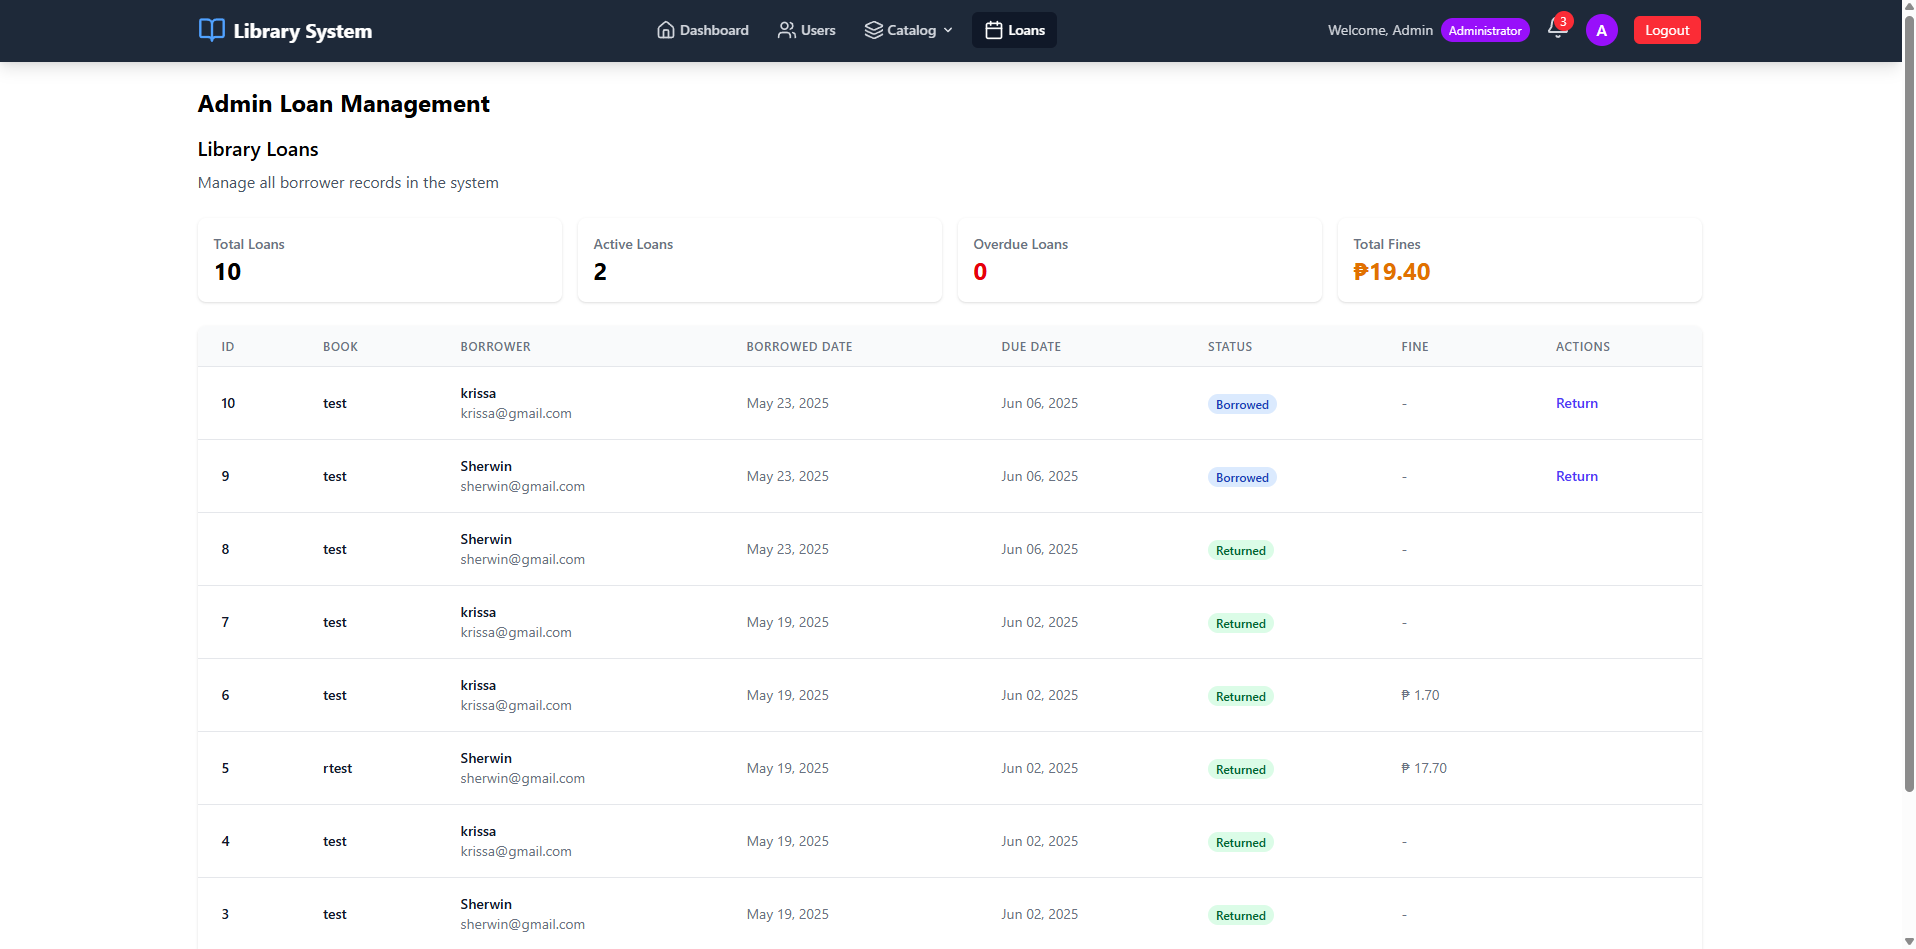 Library System
Dashboard
Users
Catalog
Loans
Welcome, Admin
Administrator
3
A
Logout
Admin Loan Management
Library Loans
Manage all borrower records in the system
Total Loans
10
Active Loans
2
Overdue Loans
0
Total Fines
₱19.40
ID BOOK BORROWER BORROWED DATE DUE DATE STATUS FINE ACTIONS
10 test krissa May 23, 2025 Jun 06, 2025 Borrowed - Return
krissa@gmail.com
9 test Sherwin May 23, 2025 Jun 06, 2025 Borrowed - Return
sherwin@gmail.com
8 test Sherwin May 23, 2025 Jun 06, 2025 Returned -
sherwin@gmail.com
7 test krissa May 19, 2025 Jun 02, 2025 Returned -
krissa@gmail.com
6 test krissa May 19, 2025 Jun 02, 2025 Returned ₱ 1.70
krissa@gmail.com
5 rtest Sherwin May 19, 2025 Jun 02, 2025 Returned ₱ 17.70
sherwin@gmail.com
4 test krissa May 19, 2025 Jun 02, 2025 Returned -
krissa@gmail.com
3 test Sherwin May 19, 2025 Jun 02, 2025 Returned -
sherwin@gmail.com